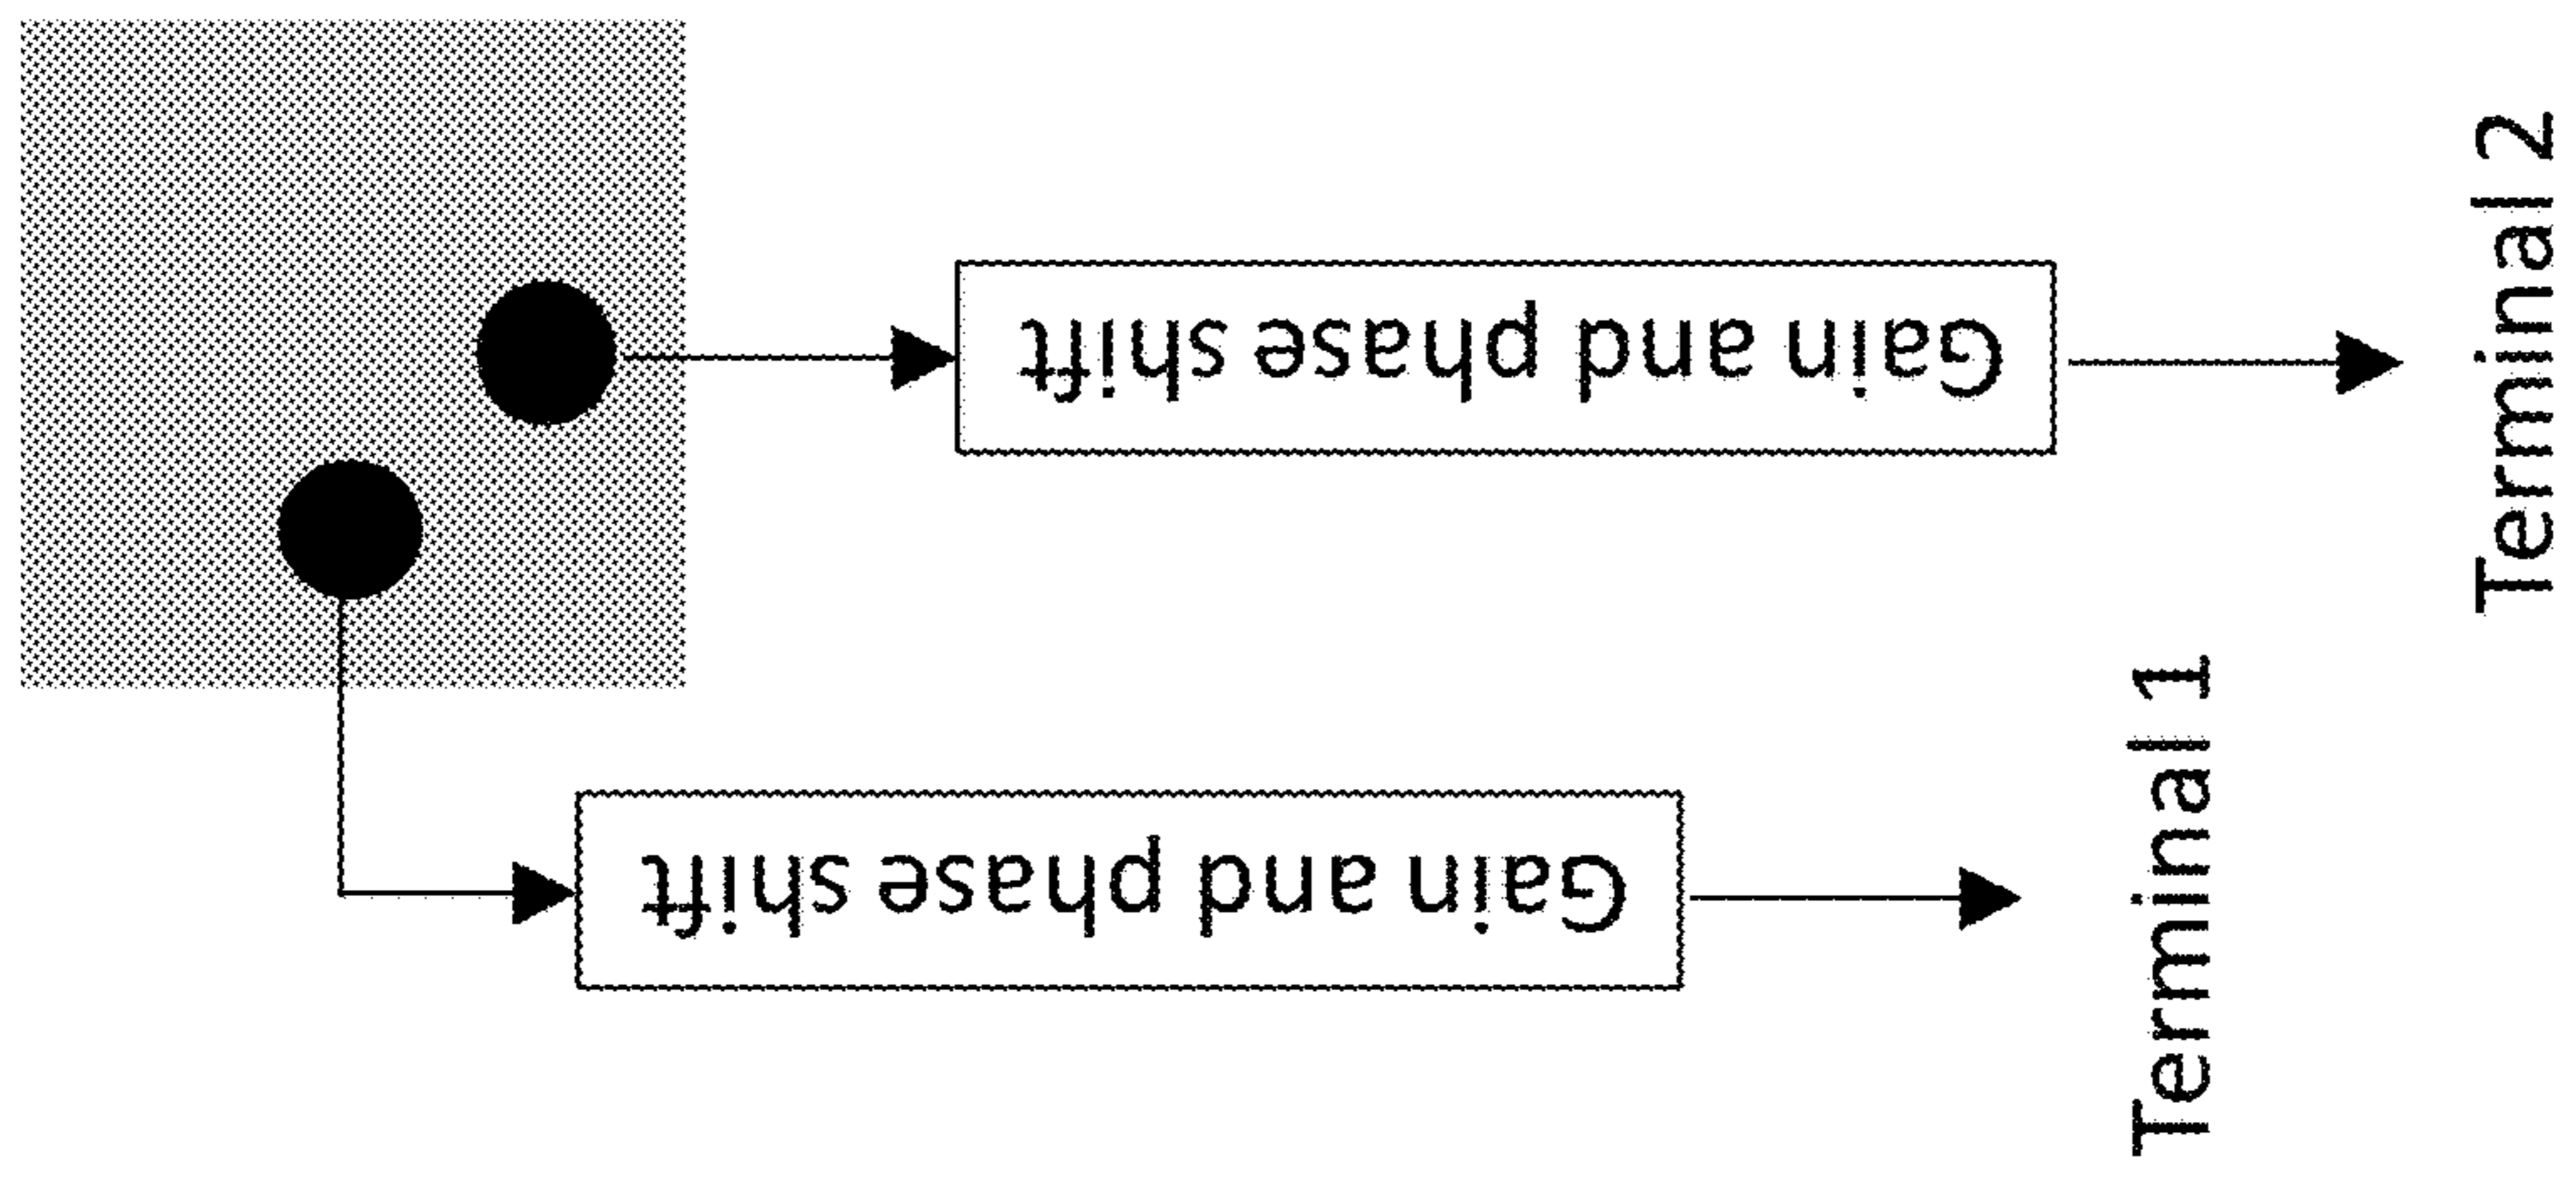 Gain and phase shift
Terminal 2
Gain and phase shift
Terminal 1